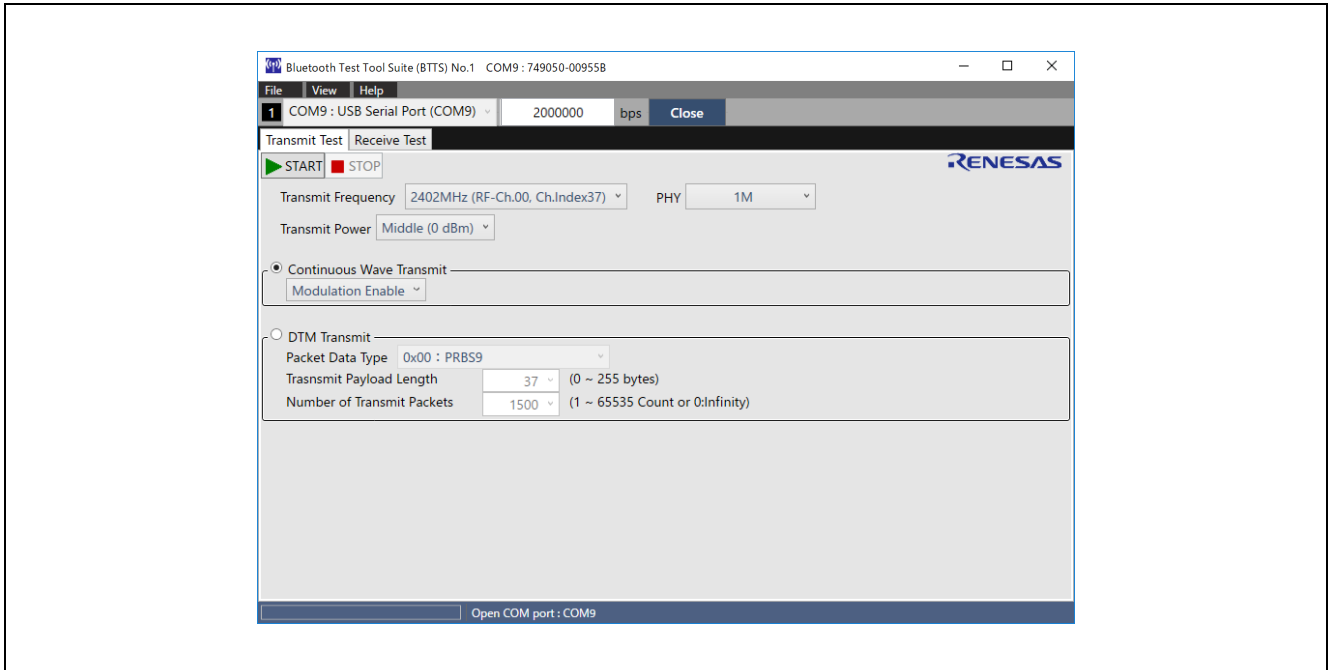 Bluetooth Test Tool Suite (BTTS) No.1 COM9 : 749050-00955B
File View Help
1 COM9 : USB Serial Port (COM9) 2000000 bps Close
Transmit Test Receive Test
START STOP RENESAS
Transmit Frequency 2402MHz (RF-Ch.00, Ch.Index37) PHY 1M
Transmit Power Middle (0 dBm)
Continuous Wave Transmit
Modulation Enable
DTM Transmit
Packet Data Type 0x00 : PRBS9
Trasnsmit Payload Length 37 (0 ~ 255 bytes)
Number of Transmit Packets 1500 (1 ~ 65535 Count or 0:Infinity)
Open COM port : COM9